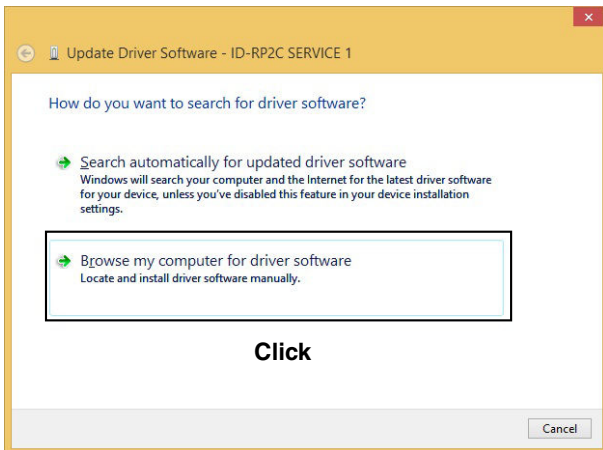 Update Driver Software - ID-RP2C SERVICE 1
How do you want to search for driver software?
Search automatically for updated driver software
Windows will search your computer and the Internet for the latest driver software
for your device, unless you've disabled this feature in your device installation
settings.
Browse my computer for driver software
Locate and install driver software manually.
Click
Cancel